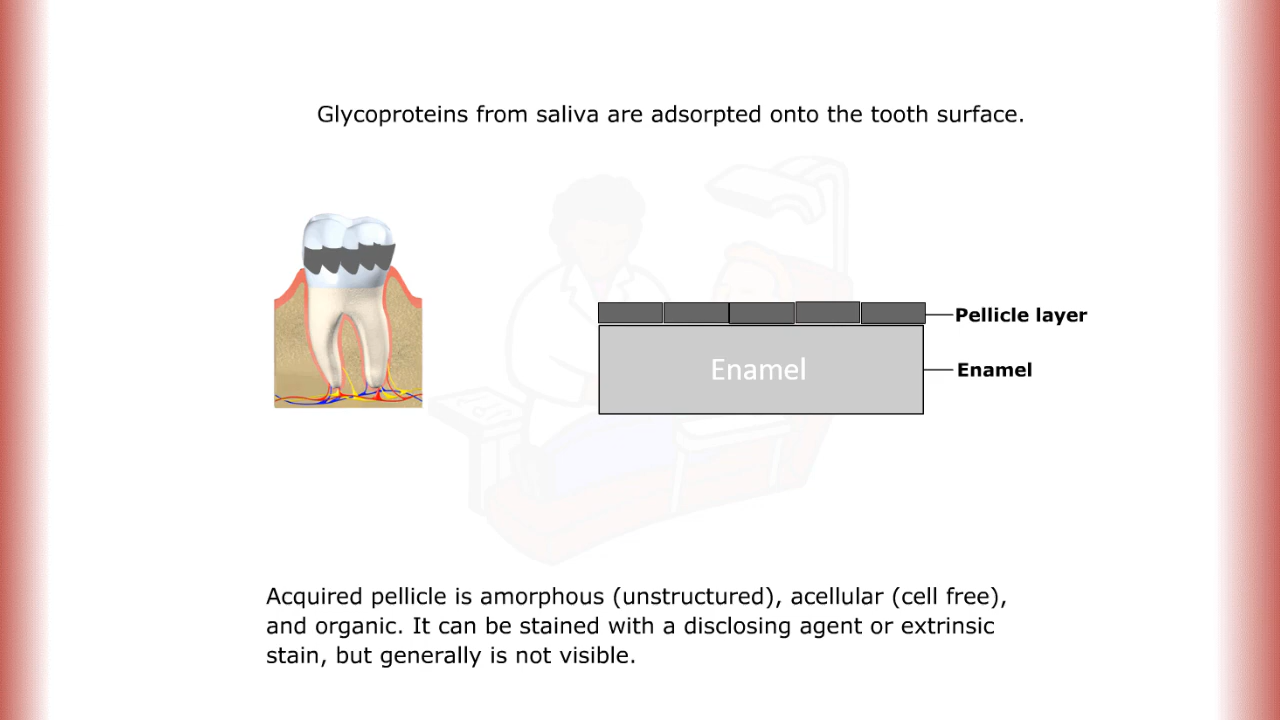 Glycoproteins from saliva are adsorpted onto the tooth surface.
Pellicle layer
Enamel
Enamel
Acquired pellicle is amorphous (unstructured), acellular (cell free),
and organic. It can be stained with a disclosing agent or extrinsic
stain, but generally is not visible.